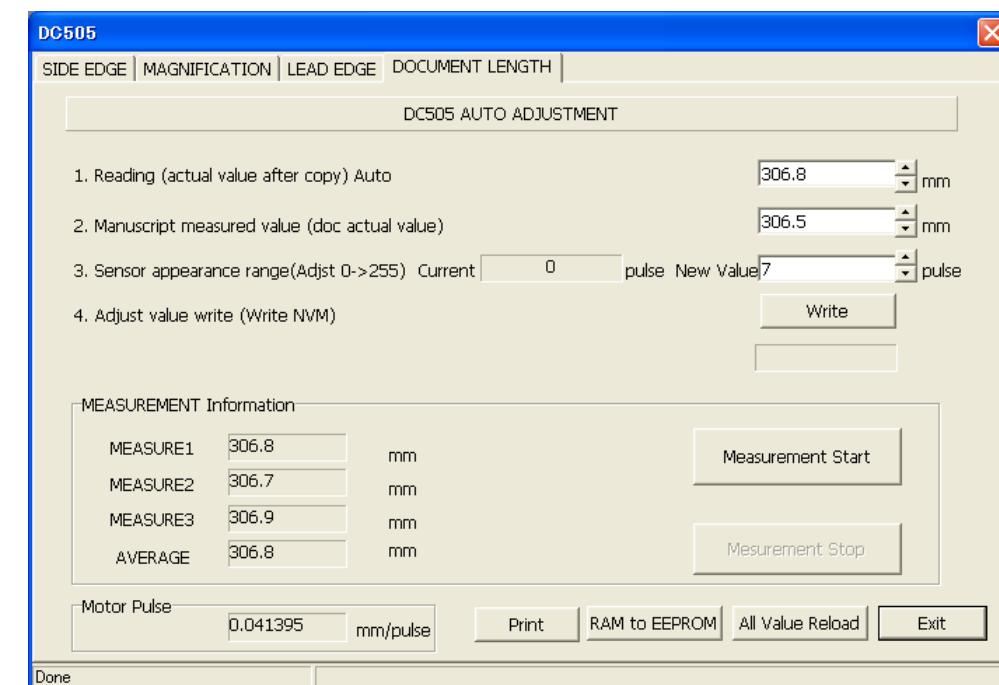 DC505
SIDE EDGE MAGNIFICATION LEAD EDGE DOCUMENT LENGTH
DC505 AUTO ADJUSTMENT
1. Reading (actual value after copy) Auto 306.8 mm
2. Manuscript measured value (doc actual value) 306.5 mm
3. Sensor appearance range(Adjst 0->255) Current 0 pulse New Value 7 pulse
4. Adjust value write (Write NVM) Write
MEASUREMENT Information
MEASURE1 306.8 mm Measurement Start
MEASURE2 306.7 mm
MEASURE3 306.9 mm
AVERAGE 306.8 mm Mesurement Stop
Motor Pulse
0.041395 mm/pulse Print RAM to EEPROM All Value Reload Exit
Done